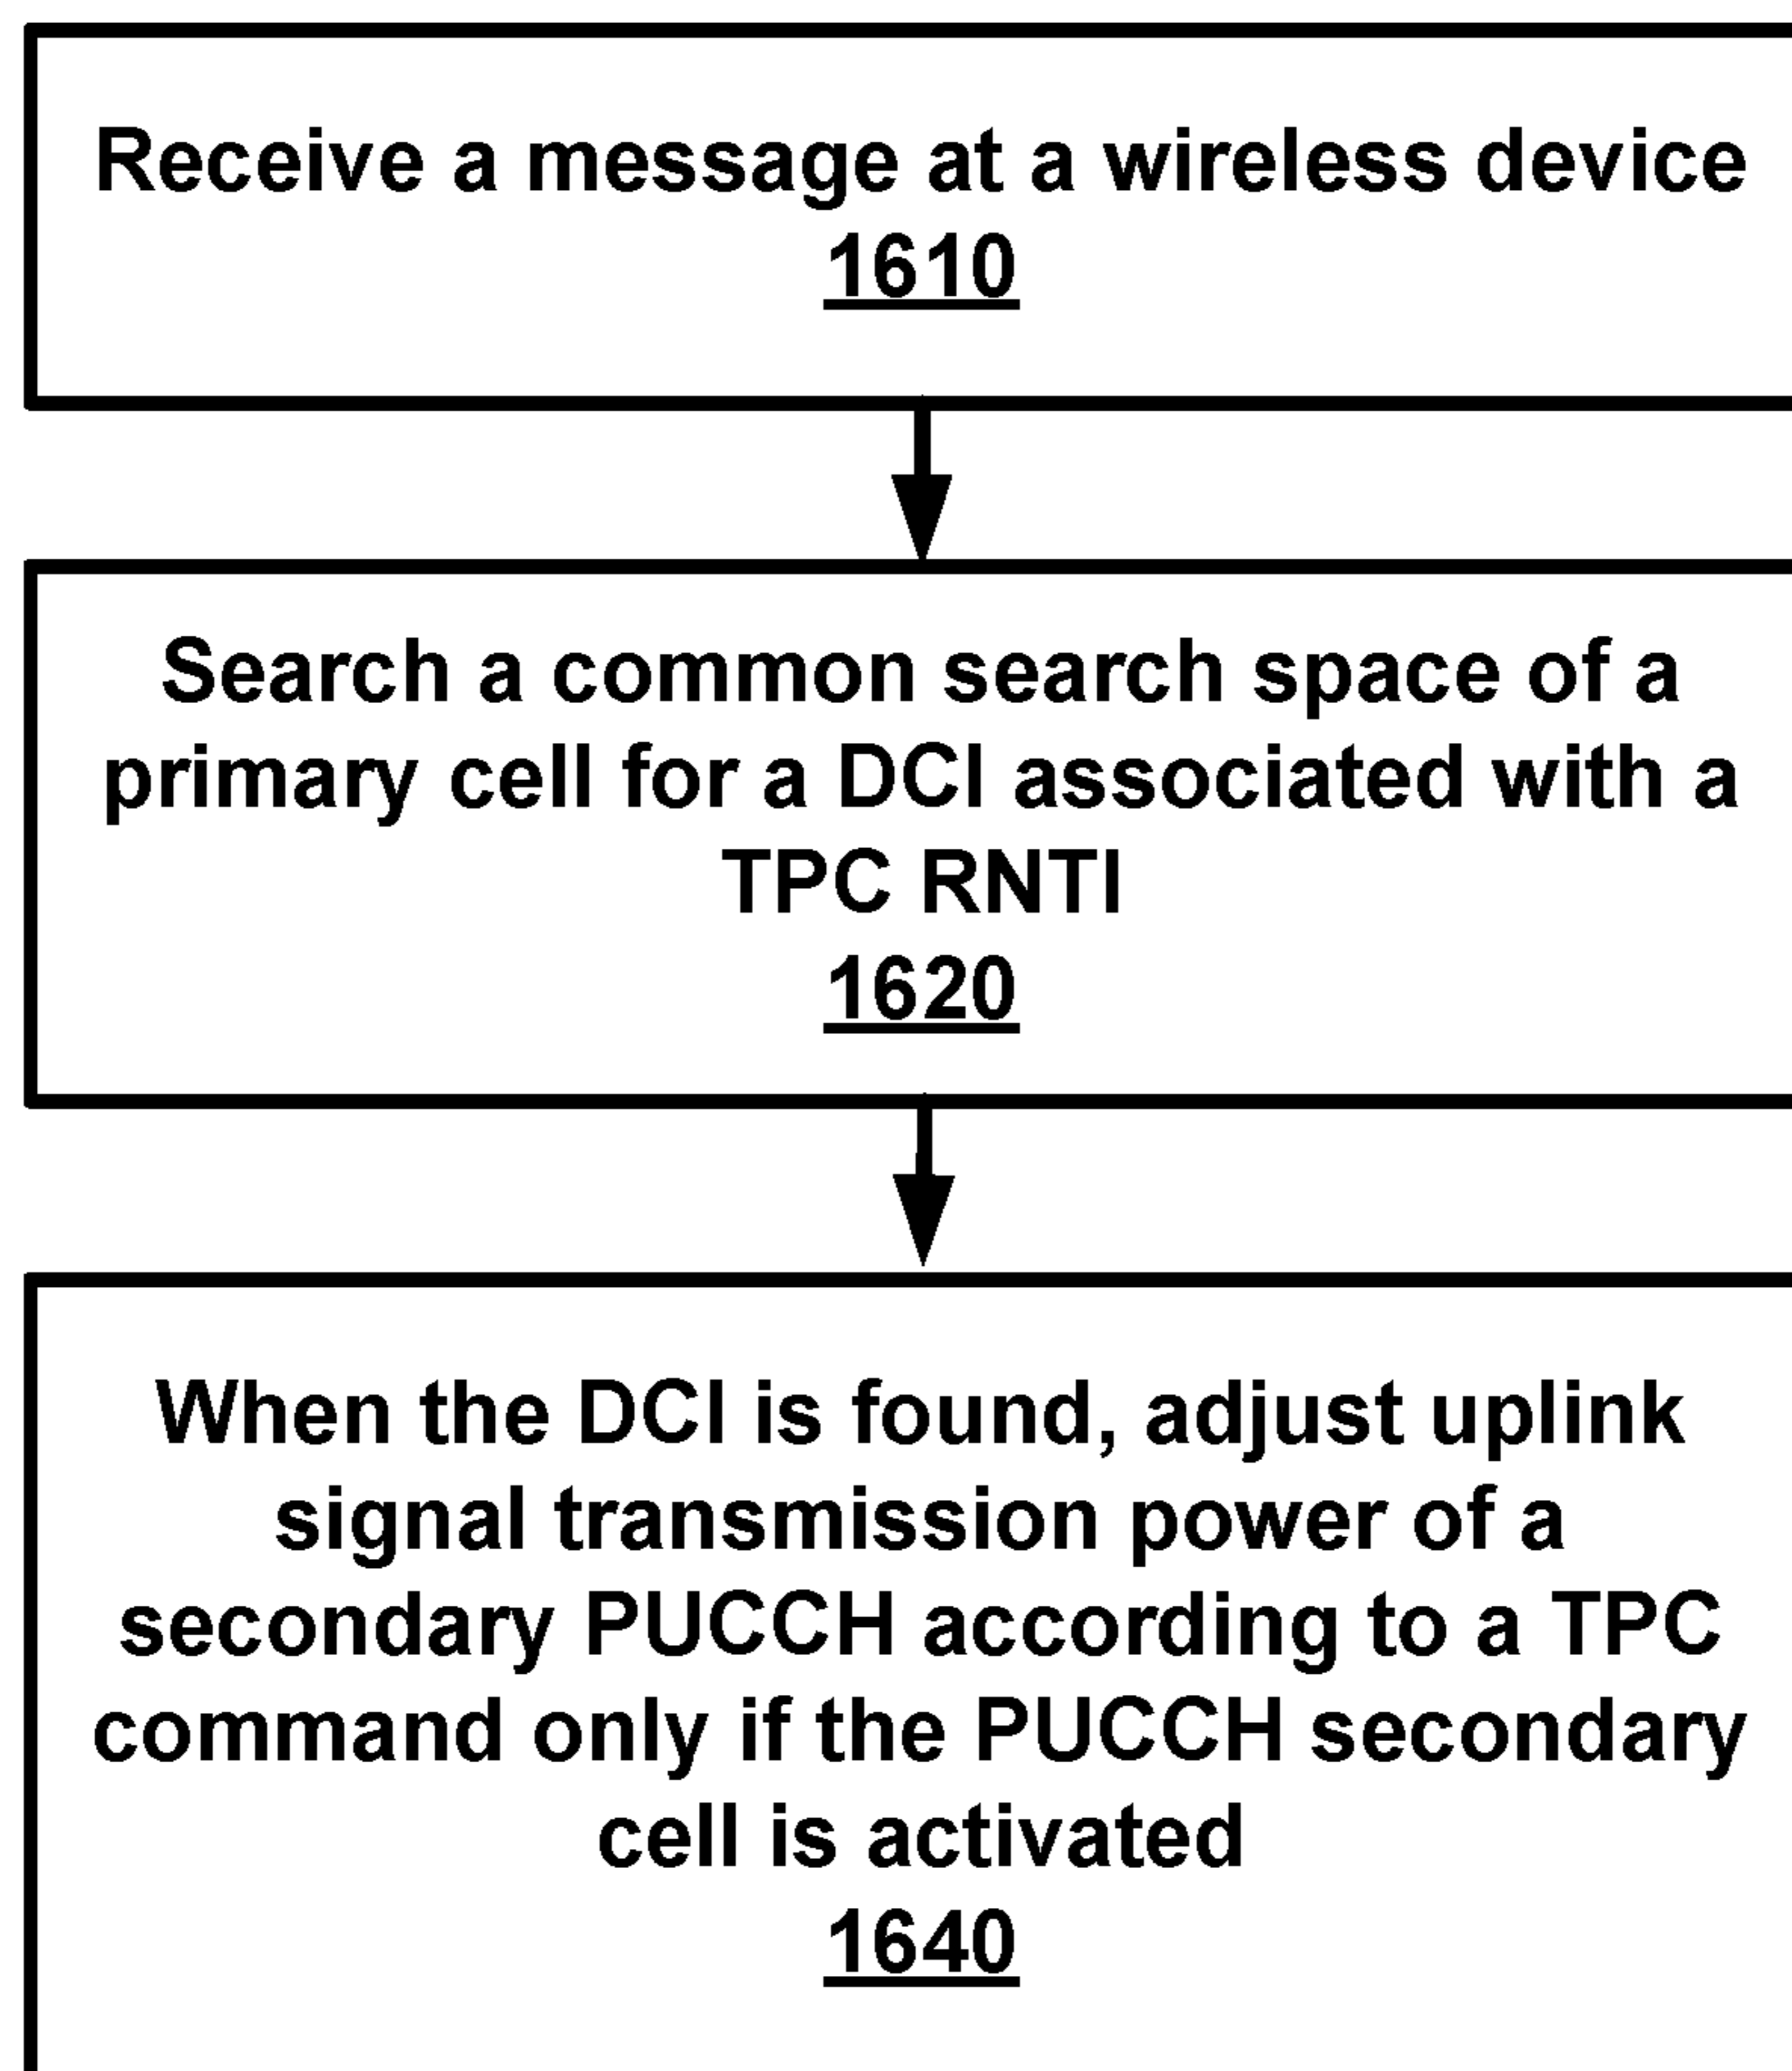 Receive a message at a wireless device
1610
Search a common search space of a
primary cell for a DCI associated with a
TPC RNTI
1620
When the DCI is found, adjust uplink
signal transmission power of a
secondary PUCCH according to a TPC
command only if the PUCCH secondary
cell is activated
1640